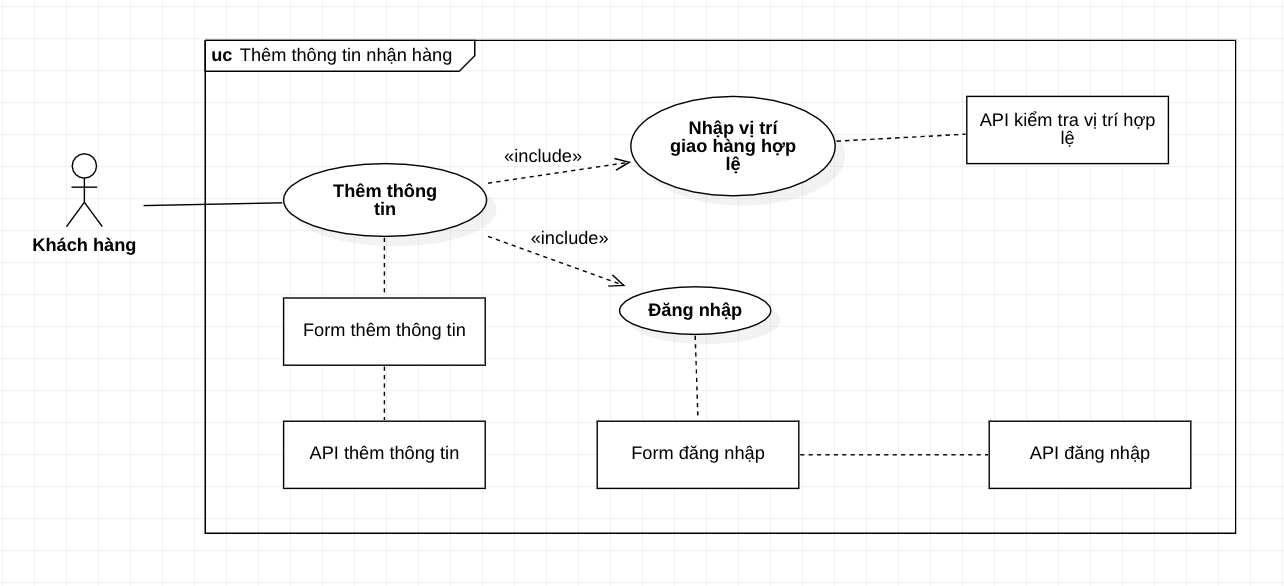 uc Thêm thông tin nhận hàng
Nhập vị trí
giao hàng hợp
lệ
API kiểm tra vị trí hợp
lệ
«include»
Thêm thông
tin
Khách hàng
«include»
Đăng nhập
Form thêm thông tin
API thêm thông tin
Form đăng nhập
API đăng nhập